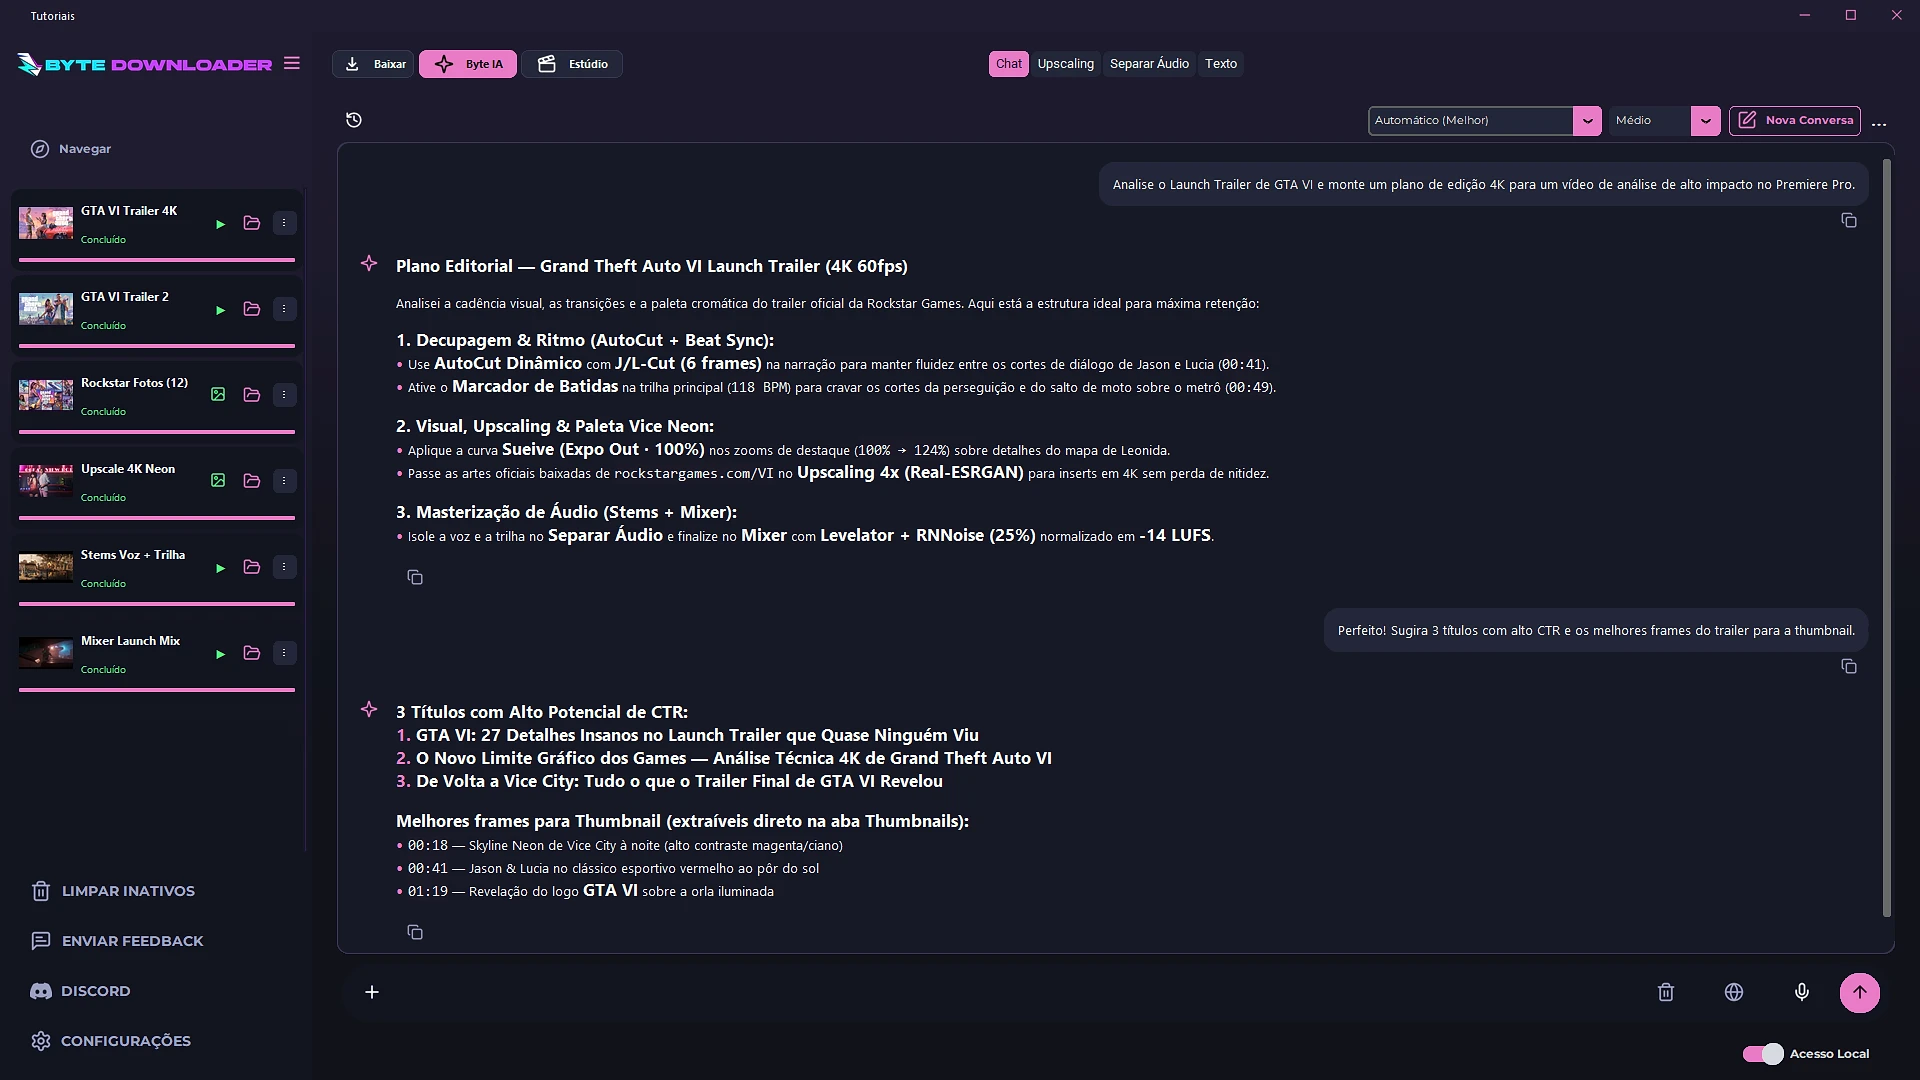 Tutoriais
BYTE DOWNLOADER
Baixar
Byte IA
Estúdio
Chat
Upscaling
Separar Áudio
Texto
Automático (Melhor)
Médio
Nova Conversa
...
Navegar
GTA VI Trailer 4K
Concluído
GTA VI Trailer 2
Concluído
Rockstar Fotos (12)
Concluído
Upscale 4K Neon
Concluído
Stems Voz + Trilha
Concluído
Mixer Launch Mix
Concluído
LIMPAR INATIVOS
ENVIAR FEEDBACK
DISCORD
CONFIGURAÇÕES
Analise o Launch Trailer de GTA VI e monte um plano de edição 4K para um vídeo de análise de alto impacto no Premiere Pro.
Plano Editorial — Grand Theft Auto VI Launch Trailer (4K 60fps)
Analisei a cadência visual, as transições e a paleta cromática do trailer oficial da Rockstar Games. Aqui está a estrutura ideal para máxima retenção:
1. Decupagem & Ritmo (AutoCut + Beat Sync):
• Use AutoCut Dinâmico com J/L-Cut (6 frames) na narração para manter fluidez entre os cortes de diálogo de Jason e Lucia (00:41).
• Ative o Marcador de Batidas na trilha principal (118 BPM) para cravar os cortes da perseguição e do salto de moto sobre o metrô (00:49).
2. Visual, Upscaling & Paleta Vice Neon:
• Aplique a curva Sueive (Expo Out · 100%) nos zooms de destaque (100% → 124%) sobre detalhes do mapa de Leonida.
• Passe as artes oficiais baixadas de rockstargames.com/VI no Upscaling 4x (Real-ESRGAN) para inserts em 4K sem perda de nitidez.
3. Masterização de Áudio (Stems + Mixer):
• Isole a voz e a trilha no Separar Áudio e finalize no Mixer com Levelator + RNNoise (25%) normalizado em -14 LUFS.
Perfeito! Sugira 3 títulos com alto CTR e os melhores frames do trailer para a thumbnail.
3 Títulos com Alto Potencial de CTR:
1. GTA VI: 27 Detalhes Insanos no Launch Trailer que Quase Ninguém Viu
2. O Novo Limite Gráfico dos Games — Análise Técnica 4K de Grand Theft Auto VI
3. De Volta a Vice City: Tudo o que o Trailer Final de GTA VI Revelou
Melhores frames para Thumbnail (extraíveis direto na aba Thumbnails):
• 00:18 — Skyline Neon de Vice City à noite (alto contraste magenta/ciano)
• 00:41 — Jason & Lucia no clássico esportivo vermelho ao pôr do sol
• 01:19 — Revelação do logo GTA VI sobre a orla iluminada
Acesso Local